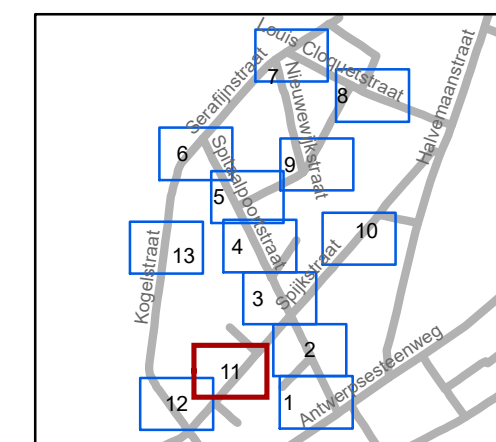 Louis Cloquetstraat
7
Serafijnstraat
Nieuwewijkstraat
8
Halvemaanstraat
6
Spitaalpoortstraat
9
5
10
4
Spijkstraat
13
Kogelstraat
3
2
11
Antwerpsesteenweg
12
1